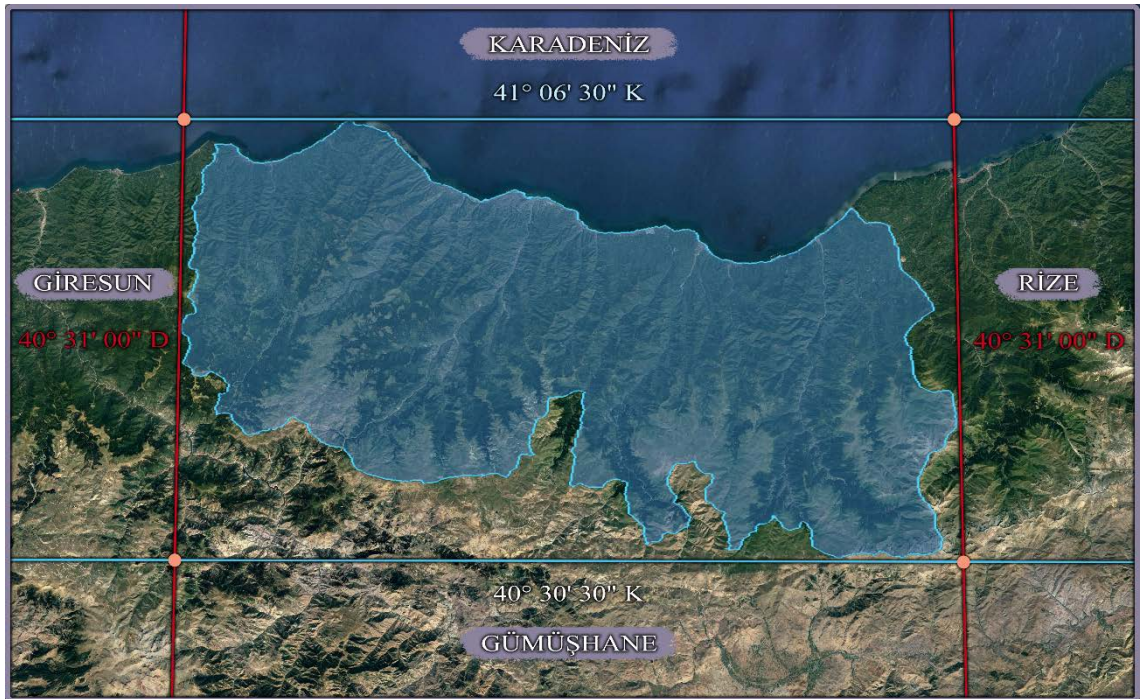 KARADENİZ
41° 06' 30" K
GİRESUN
RİZE
40° 31' 00" D
40° 31' 00" D
40° 30' 30" K
GÜMÜŞHANE